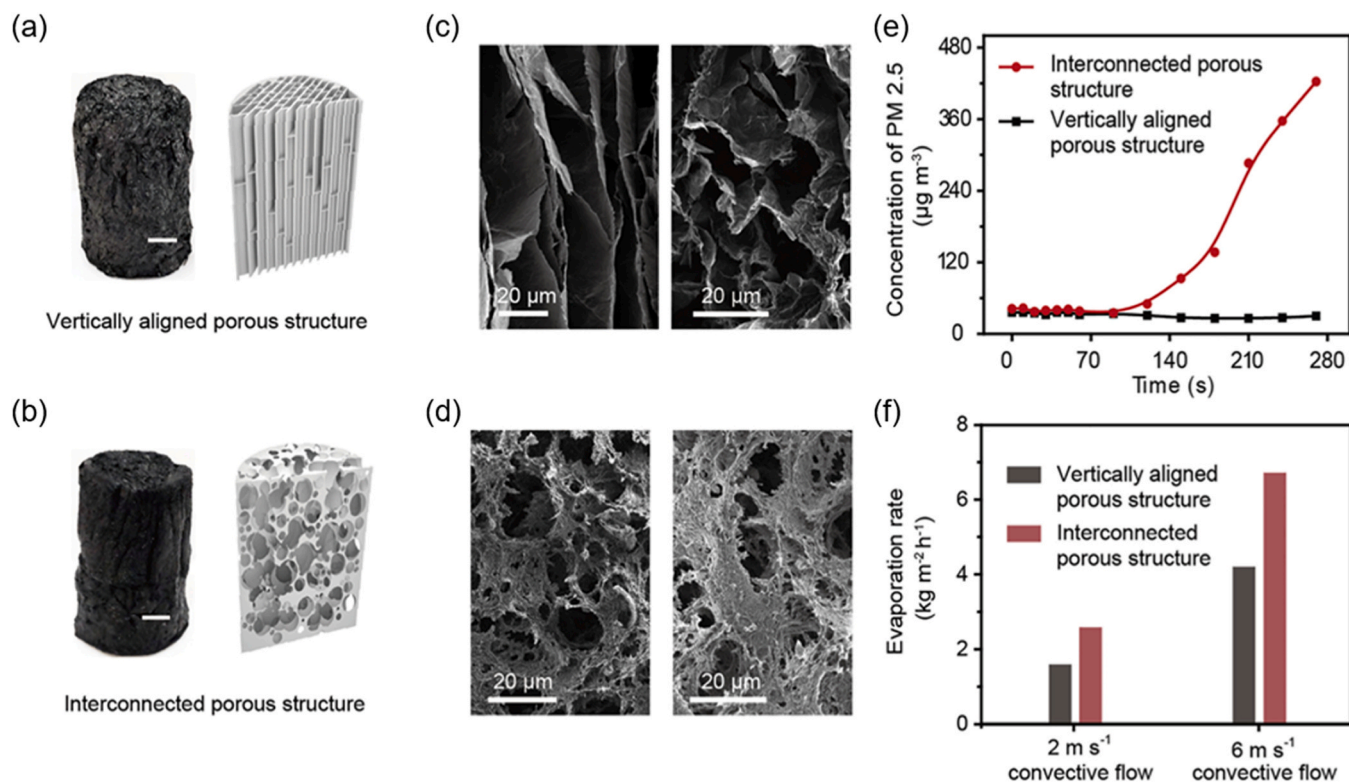 (a)
Vertically aligned porous structure
(b)
Interconnected porous structure
(c)
20 μm
20 μm
(d)
20 μm
20 μm
(e)
480
360
240
120
0
Concentration of PM 2.5
(μg m⁻³)
Interconnected porous
structure
Vertically aligned
porous structure
0
70
140
210
280
Time (s)
(f)
8
6
4
2
0
Evaporation rate
(kg m⁻² h⁻¹)
Vertically aligned
porous structure
Interconnected
porous structure
2 m s⁻¹
convective flow
6 m s⁻¹
convective flow